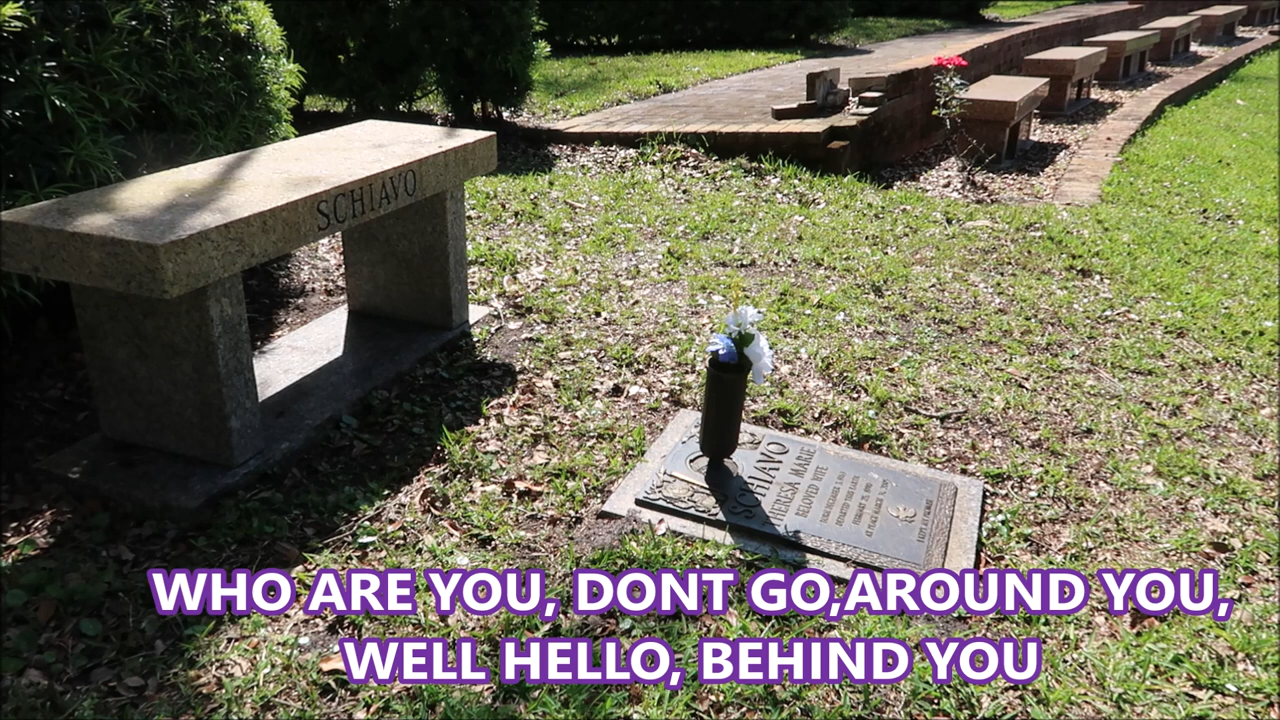 SCHIAVO
SCHIAVO
THERESA MARIE
BELOVED WIFE
WHO ARE YOU, DONT GO,AROUND YOU,
WELL HELLO, BEHIND YOU